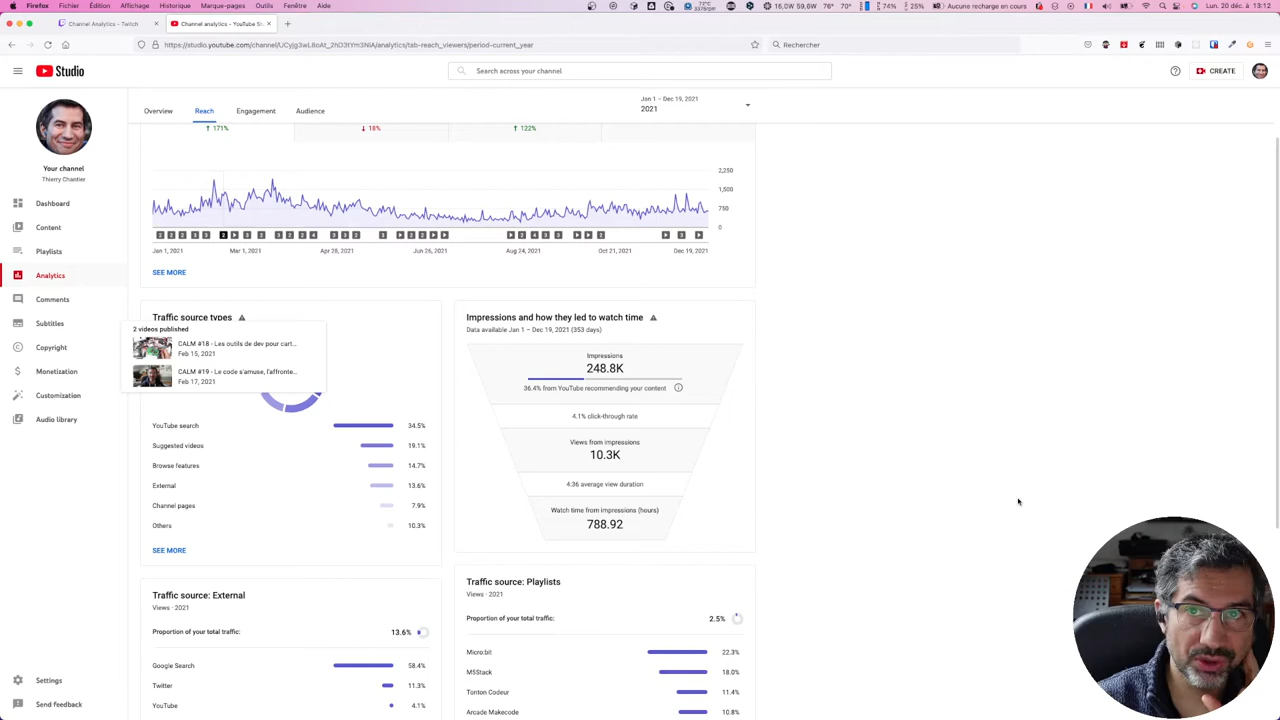 Firefox Fichier Édition Affichage Historique Marque-pages Outils Fenêtre Aide
72°C
16,0W 59,6W 76° 70° 74% 25% Aucune recharge en cours Lun. 20 déc. à 13:12
Channel Analytics - Twitch
Channel analytics - YouTube St
https://studio.youtube.com/channel/UCyjg3wL8oAt_2hD3tYm3NiA/analytics/tab-reach_viewers/period-current_year
Rechercher
Studio
Search across your channel
CREATE
Overview
Reach
Engagement
Audience
Jan 1 – Dec 19, 2021
2021
Your channel
Thierry Chantier
Dashboard
Content
Playlists
Analytics
Comments
Subtitles
Copyright
Monetization
Customization
Audio library
Settings
Send feedback
171%
18%
122%
2,250
1,500
750
0
Jan 1, 2021
Mar 1, 2021
Apr 28, 2021
Jun 26, 2021
Aug 24, 2021
Oct 21, 2021
Dec 19, 2021
SEE MORE
Traffic source types
2 videos published
CALM #18 - Les outils de dev pour cart...
Feb 15, 2021
CALM #19 - Le code s'amuse, l'affronte...
Feb 17, 2021
YouTube search 34.5%
Suggested videos 19.1%
Browse features 14.7%
External 13.6%
Channel pages 7.9%
Others 10.3%
SEE MORE
Impressions and how they led to watch time
Data available Jan 1 – Dec 19, 2021 (353 days)
Impressions
248.8K
36.4% from YouTube recommending your content
4.1% click-through rate
Views from impressions
10.3K
4:36 average view duration
Watch time from impressions (hours)
788.92
Traffic source: External
Views · 2021
Proportion of your total traffic: 13.6%
Google Search 58.4%
Twitter 11.3%
YouTube 4.1%
Traffic source: Playlists
Views · 2021
Proportion of your total traffic: 2.5%
Micro:bit 22.3%
M5Stack 18.0%
Tonton Codeur 11.4%
Arcade Makecode 10.8%